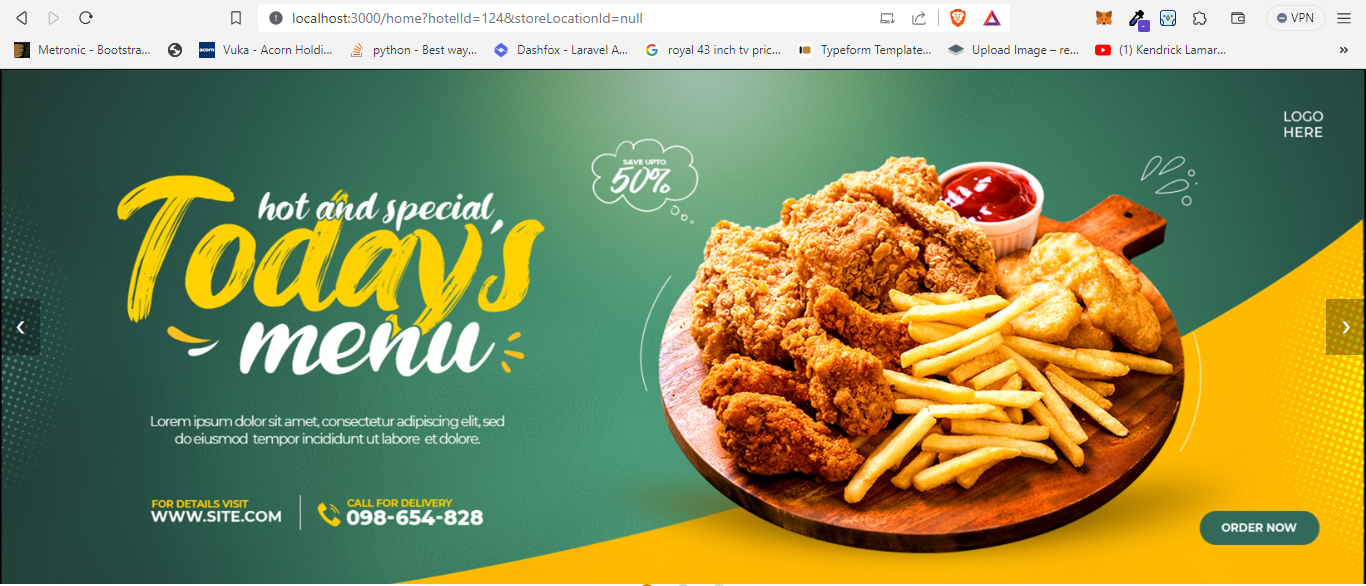 localhost:3000/home?hotelId=124&storeLocationId=null
VPN
Metronic - Bootstra...
acorn
Vuka - Acorn Holdi...
python - Best way...
Dashfox - Laravel A...
royal 43 inch tv pric...
Typeform Template...
Upload Image – re...
(1) Kendrick Lamar...
»
LOGO
HERE
SAVE UPTO
50%
hot and special
Today's
menu
Lorem ipsum dolor sit amet, consectetur adipiscing elit, sed
do eiusmod tempor incididunt ut labore et dolore.
FOR DETAILS VISIT
WWW.SITE.COM
CALL FOR DELIVERY
098-654-828
ORDER NOW